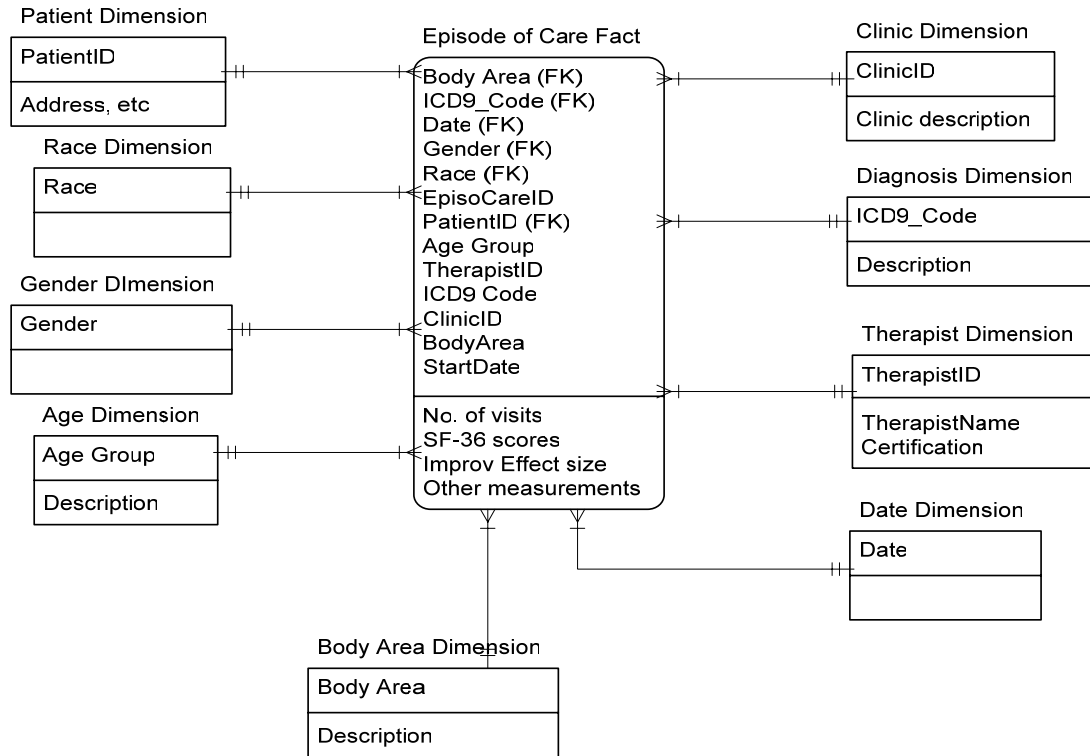 Patient Dimension
PatientID
Address, etc
Race Dimension
Race
Gender DImension
Gender
Age Dimension
Age Group
Description
Episode of Care Fact
Body Area (FK)
ICD9_Code (FK)
Date (FK)
Gender (FK)
Race (FK)
EpisoCareID
PatientID (FK)
Age Group
TherapistID
ICD9 Code
ClinicID
BodyArea
StartDate
No. of visits
SF-36 scores
Improv Effect size
Other measurements
Clinic Dimension
ClinicID
Clinic description
Diagnosis Dimension
ICD9_Code
Description
Therapist Dimension
TherapistID
TherapistName
Certification
Date Dimension
Date
Body Area Dimension
Body Area
Description